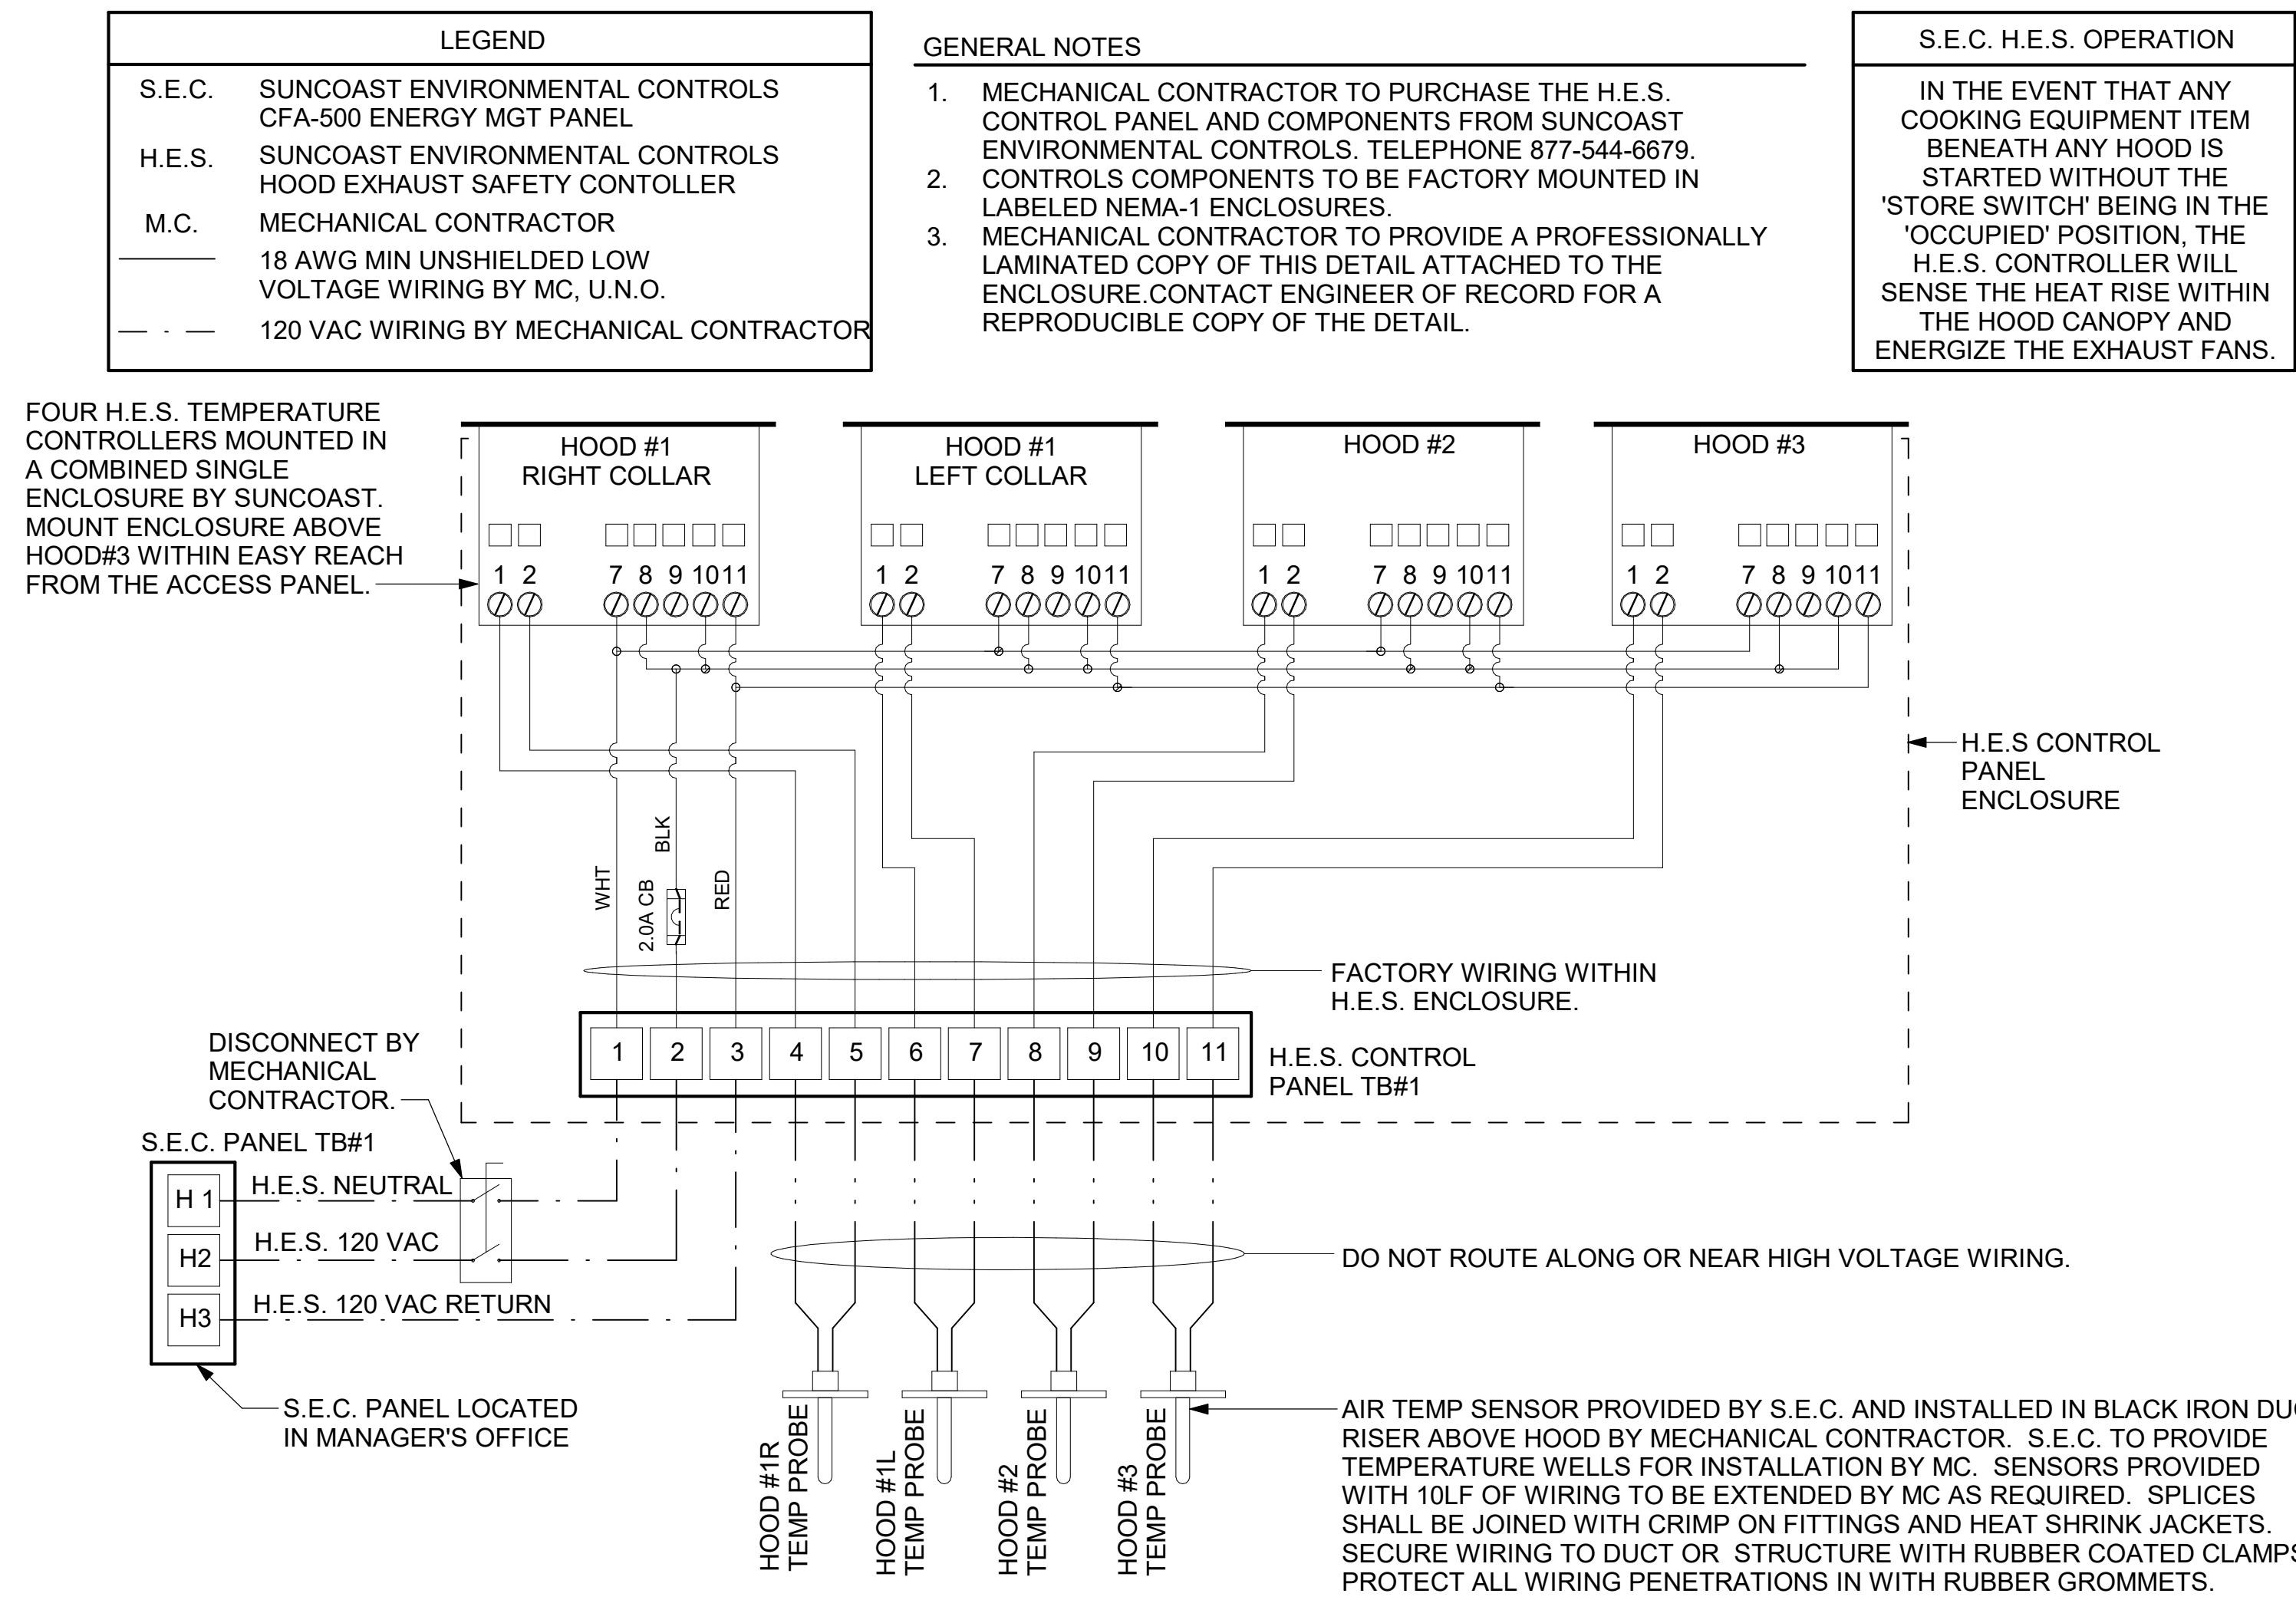 LEGEND
S.E.C. SUNCOAST ENVIRONMENTAL CONTROLS
CFA-500 ENERGY MGT PANEL
H.E.S. SUNCOAST ENVIRONMENTAL CONTROLS
HOOD EXHAUST SAFETY CONTOLLER
M.C. MECHANICAL CONTRACTOR
18 AWG MIN UNSHIELDED LOW
VOLTAGE WIRING BY MC, U.N.O.
120 VAC WIRING BY MECHANICAL CONTRACTOR
GENERAL NOTES
1. MECHANICAL CONTRACTOR TO PURCHASE THE H.E.S.
CONTROL PANEL AND COMPONENTS FROM SUNCOAST
ENVIRONMENTAL CONTROLS. TELEPHONE 877-544-6679.
2. CONTROLS COMPONENTS TO BE FACTORY MOUNTED IN
LABELED NEMA-1 ENCLOSURES.
3. MECHANICAL CONTRACTOR TO PROVIDE A PROFESSIONALLY
LAMINATED COPY OF THIS DETAIL ATTACHED TO THE
ENCLOSURE.CONTACT ENGINEER OF RECORD FOR A
REPRODUCIBLE COPY OF THE DETAIL.
S.E.C. H.E.S. OPERATION
IN THE EVENT THAT ANY
COOKING EQUIPMENT ITEM
BENEATH ANY HOOD IS
STARTED WITHOUT THE
'STORE SWITCH' BEING IN THE
'OCCUPIED' POSITION, THE
H.E.S. CONTROLLER WILL
SENSE THE HEAT RISE WITHIN
THE HOOD CANOPY AND
ENERGIZE THE EXHAUST FANS.
FOUR H.E.S. TEMPERATURE
CONTROLLERS MOUNTED IN
A COMBINED SINGLE
ENCLOSURE BY SUNCOAST.
MOUNT ENCLOSURE ABOVE
HOOD#3 WITHIN EASY REACH
FROM THE ACCESS PANEL.
HOOD #1
RIGHT COLLAR
1 2 7 8 9 10 11
HOOD #1
LEFT COLLAR
1 2 7 8 9 10 11
HOOD #2
1 2 7 8 9 10 11
HOOD #3
1 2 7 8 9 10 11
H.E.S CONTROL
PANEL
ENCLOSURE
WHT
2.0A CB
BLK
RED
FACTORY WIRING WITHIN
H.E.S. ENCLOSURE.
1 2 3 4 5 6 7 8 9 10 11
H.E.S. CONTROL
PANEL TB#1
DISCONNECT BY
MECHANICAL
CONTRACTOR.
S.E.C. PANEL TB#1
H 1 H.E.S. NEUTRAL
H2 H.E.S. 120 VAC
H3 H.E.S. 120 VAC RETURN
S.E.C. PANEL LOCATED
IN MANAGER'S OFFICE
DO NOT ROUTE ALONG OR NEAR HIGH VOLTAGE WIRING.
HOOD #1R
TEMP PROBE
HOOD #1L
TEMP PROBE
HOOD #2
TEMP PROBE
HOOD #3
TEMP PROBE
AIR TEMP SENSOR PROVIDED BY S.E.C. AND INSTALLED IN BLACK IRON
RISER ABOVE HOOD BY MECHANICAL CONTRACTOR. S.E.C. TO PROVIDE
TEMPERATURE WELLS FOR INSTALLATION BY MC. SENSORS PROVIDED
WITH 10LF OF WIRING TO BE EXTENDED BY MC AS REQUIRED. SPLICES
SHALL BE JOINED WITH CRIMP ON FITTINGS AND HEAT SHRINK JACKETS.
SECURE WIRING TO DUCT OR STRUCTURE WITH RUBBER COATED CLAMPS
PROTECT ALL WIRING PENETRATIONS IN WITH RUBBER GROMMETS.